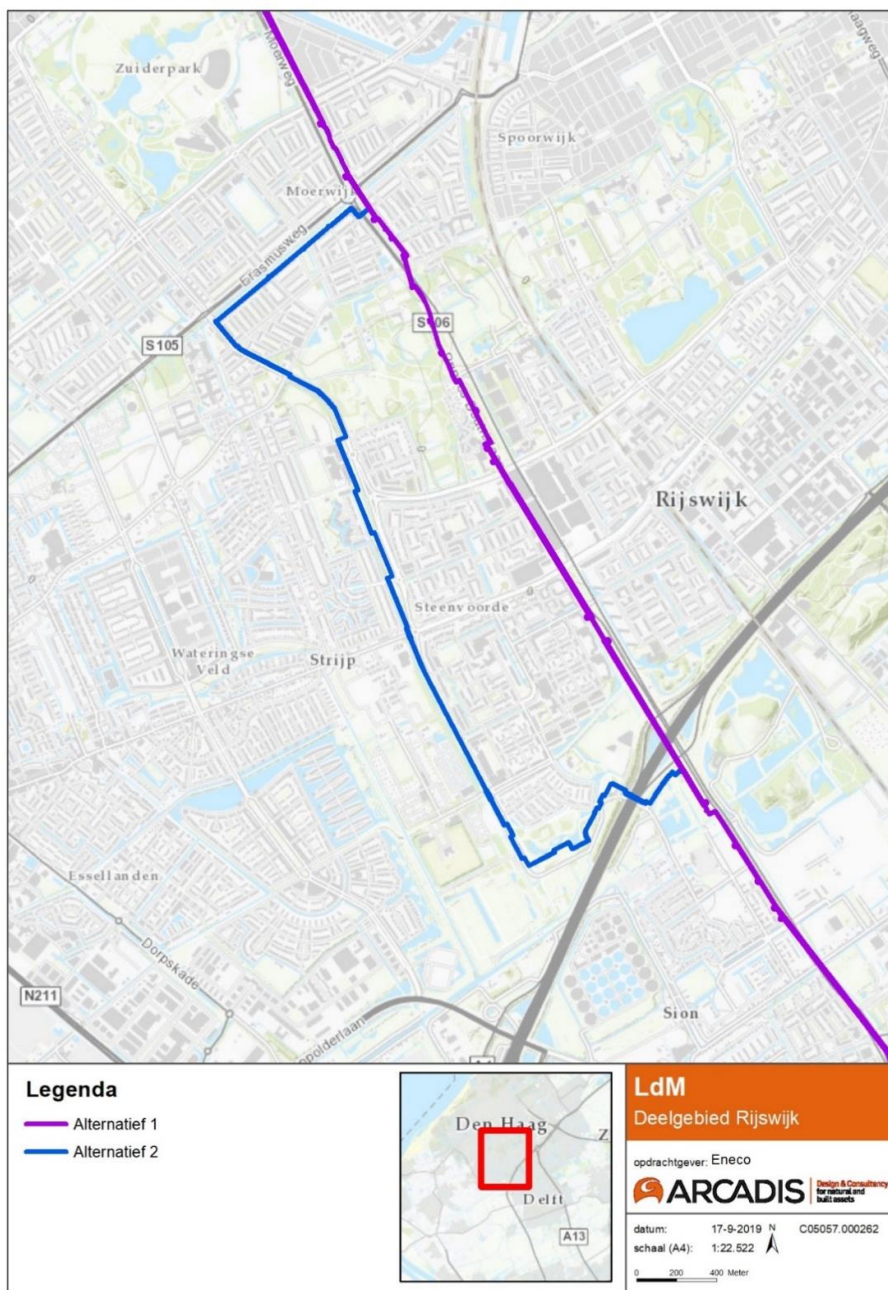 Zuiderpark
Moerweg
Spoorwijk
Moerwijk
Erasmusweg
S105
S106
Rijswijk
Steenvoorde
Wateringse
Veld
Strijp
Essellanden
Dorpskade
N211
Sion
Legenda
Alternatief 1
Alternatief 2
Den Haag
Z
Delft
A13
LdM
Deelgebied Rijswijk
opdrachtgever: Eneco
ARCADIS
Design & Consultancy
for natural and
built assets
datum: 17-9-2019 N C05057.000262
schaal (A4): 1:22.522
0 200 400 Meter